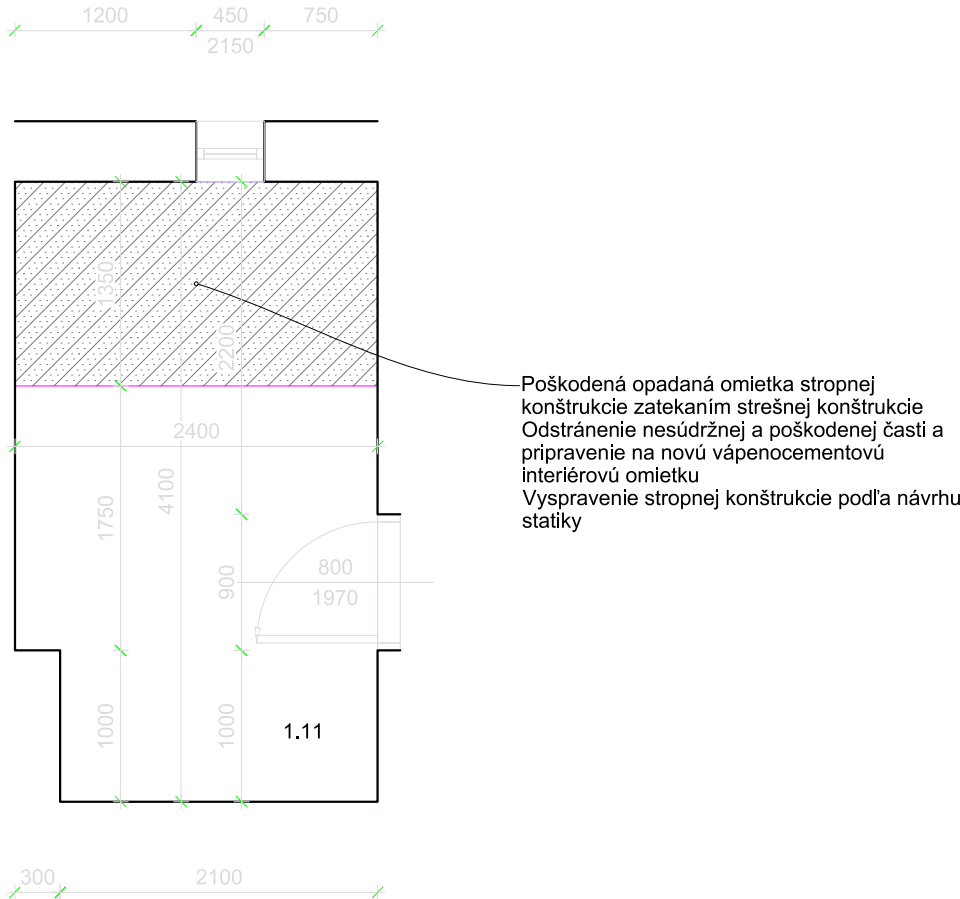 1200 450 750
2150
1350
2200
Poškodená opadaná omietka stropnej
konštrukcie zatekaním strešnej konštrukcie
Odstránenie nesúdržnej a poškodenej časti a
pripravenie na novú vápenocementovú
interiérovú omietku
Vyspravenie stropnej konštrukcie podľa návrhu
statiky
2400
4100
1750
900
800
1970
1000
1000
1.11
300 2100